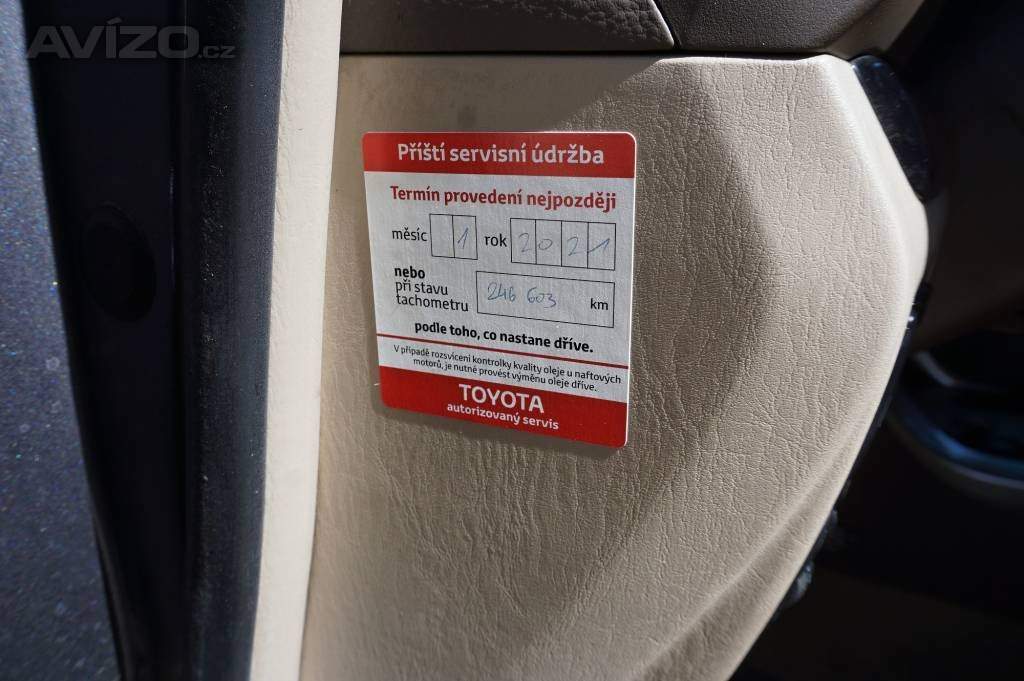 AVÍZO.cz
Příští servisní údržba
Termín provedení nejpozději
měsíc 1 rok 2021
nebo
při stavu
tachometru 246 603 km
podle toho, co nastane dříve.
V případě rozsvícení kontrolky kvality oleje u naftových
motorů, je nutné provést výměnu oleje dříve.
TOYOTA
autorizovaný servis